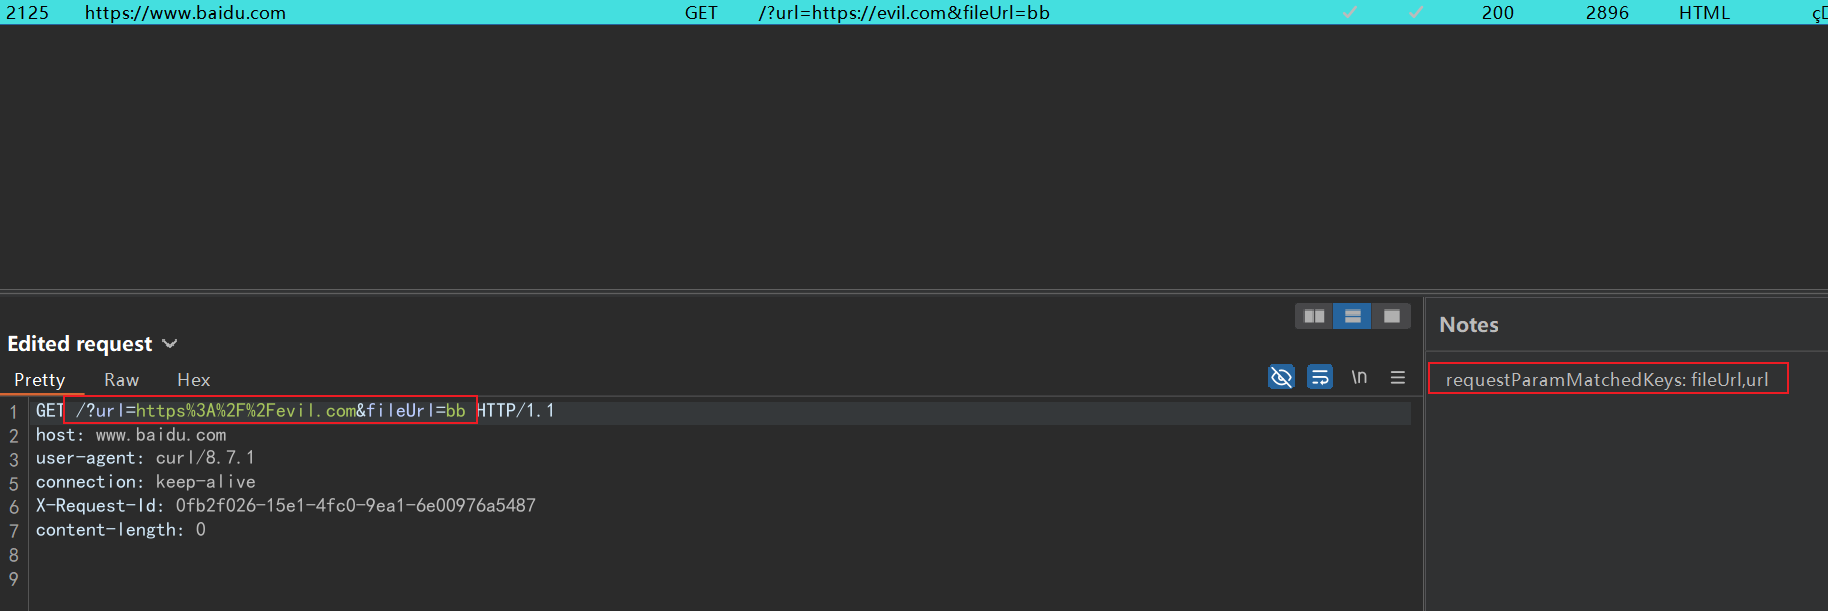 2125 https://www.baidu.com GET /?url=https://evil.com&fileUrl=bb 200 2896 HTML
Edited request
Pretty Raw Hex \n
1 GET /?url=https%3A%2F%2Fevil.com&fileUrl=bb HTTP/1.1
2 host: www.baidu.com
3 user-agent: curl/8.7.1
5 connection: keep-alive
6 X-Request-Id: 0fb2f026-15e1-4fc0-9ea1-6e00976a5487
7 content-length: 0
8
9
Notes
requestParamMatchedKeys: fileUrl,url